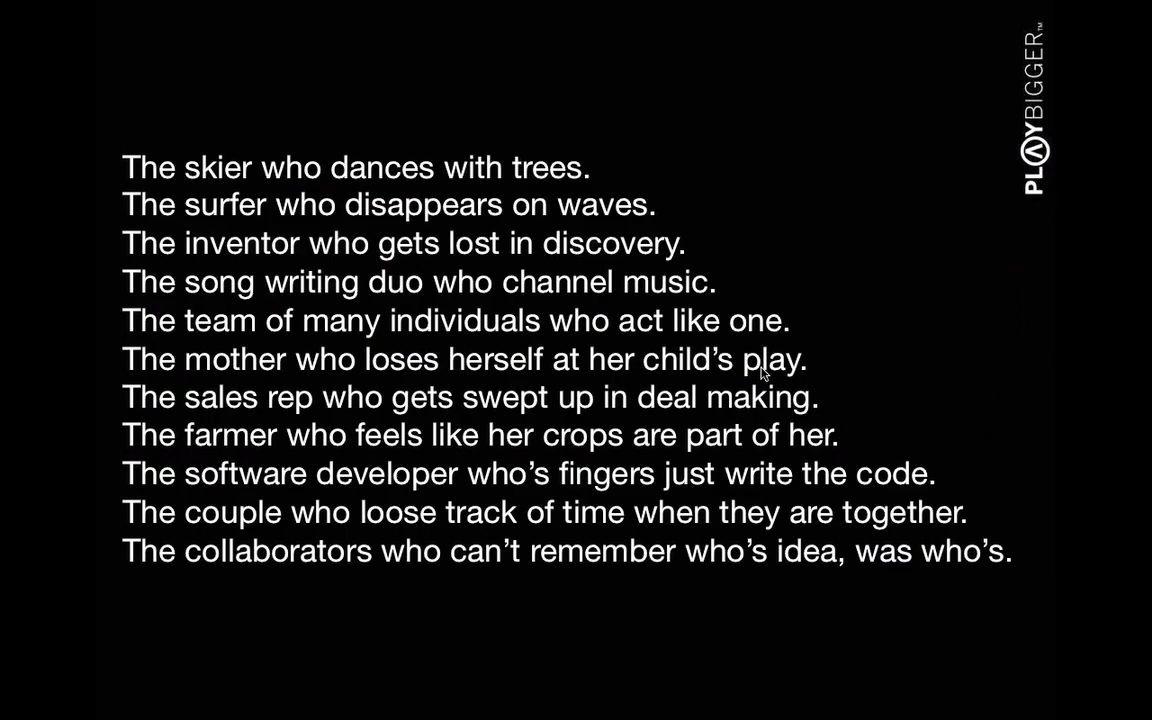 The skier who dances with trees.
The surfer who disappears on waves.
The inventor who gets lost in discovery.
The song writing duo who channel music.
The team of many individuals who act like one.
The mother who loses herself at her child’s play.
The sales rep who gets swept up in deal making.
The farmer who feels like her crops are part of her.
The software developer who’s fingers just write the code.
The couple who loose track of time when they are together.
The collaborators who can’t remember who’s idea, was who’s.
PLAYBIGGER™